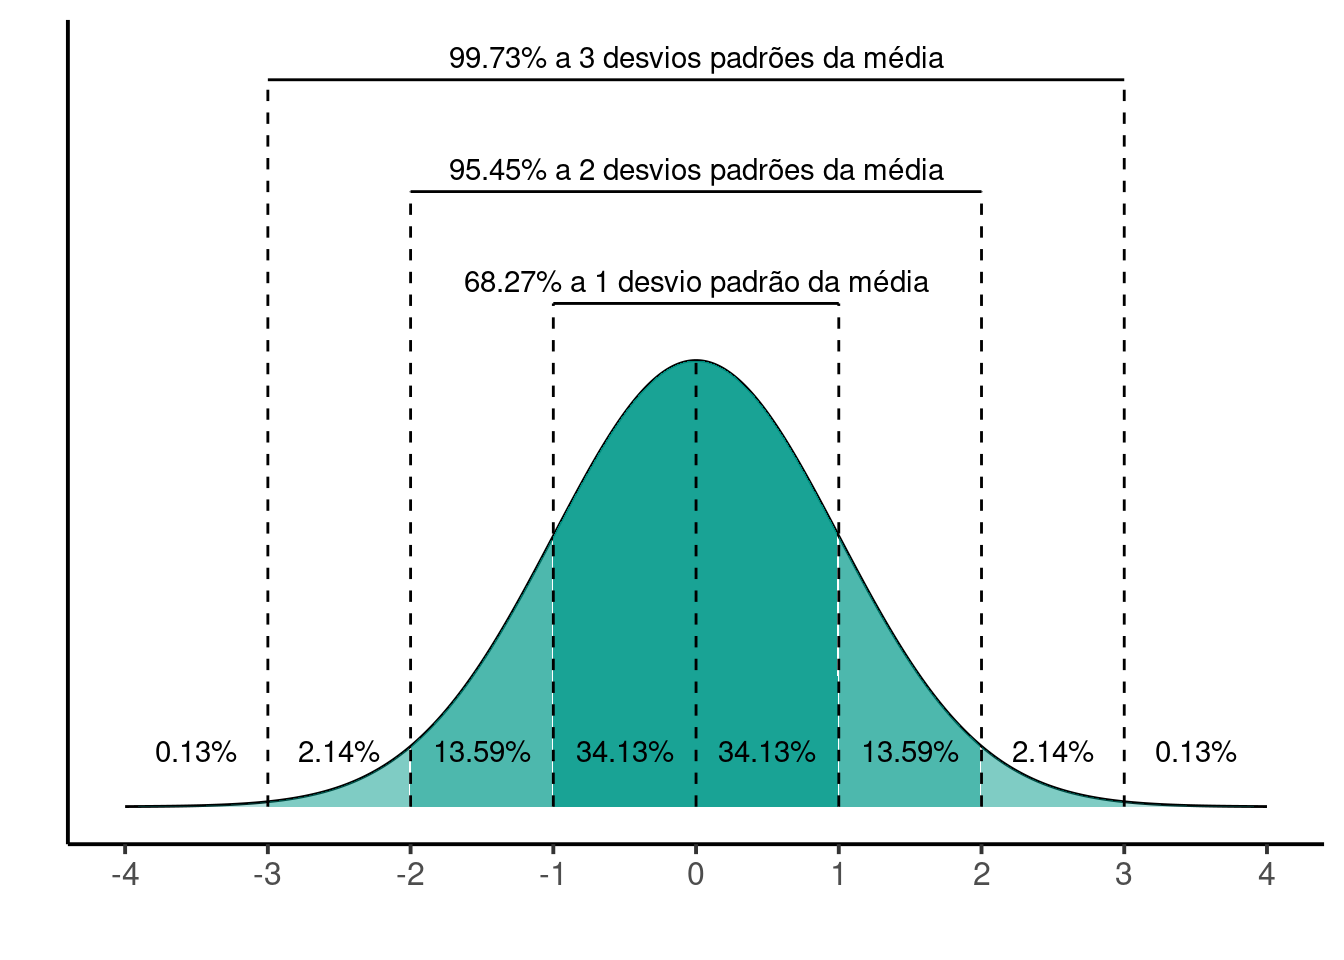 99.73% a 3 desvios padrões da média
95.45% a 2 desvios padrões da média
68.27% a 1 desvio padrão da média
0.13% 2.14% 13.59% 34.13% 34.13% 13.59% 2.14% 0.13%
-4 -3 -2 -1 0 1 2 3 4